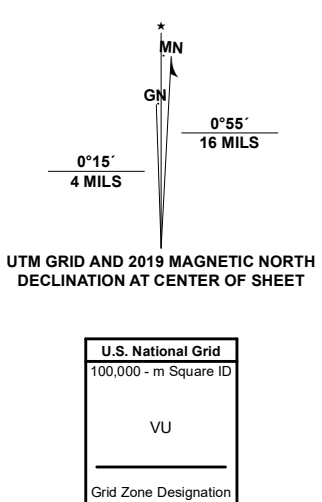 ★
MN
GN
0°55´
16 MILS
0°15´
4 MILS
UTM GRID AND 2019 MAGNETIC NORTH
DECLINATION AT CENTER OF SHEET
U.S. National Grid
100,000 - m Square ID
VU
Grid Zone Designation